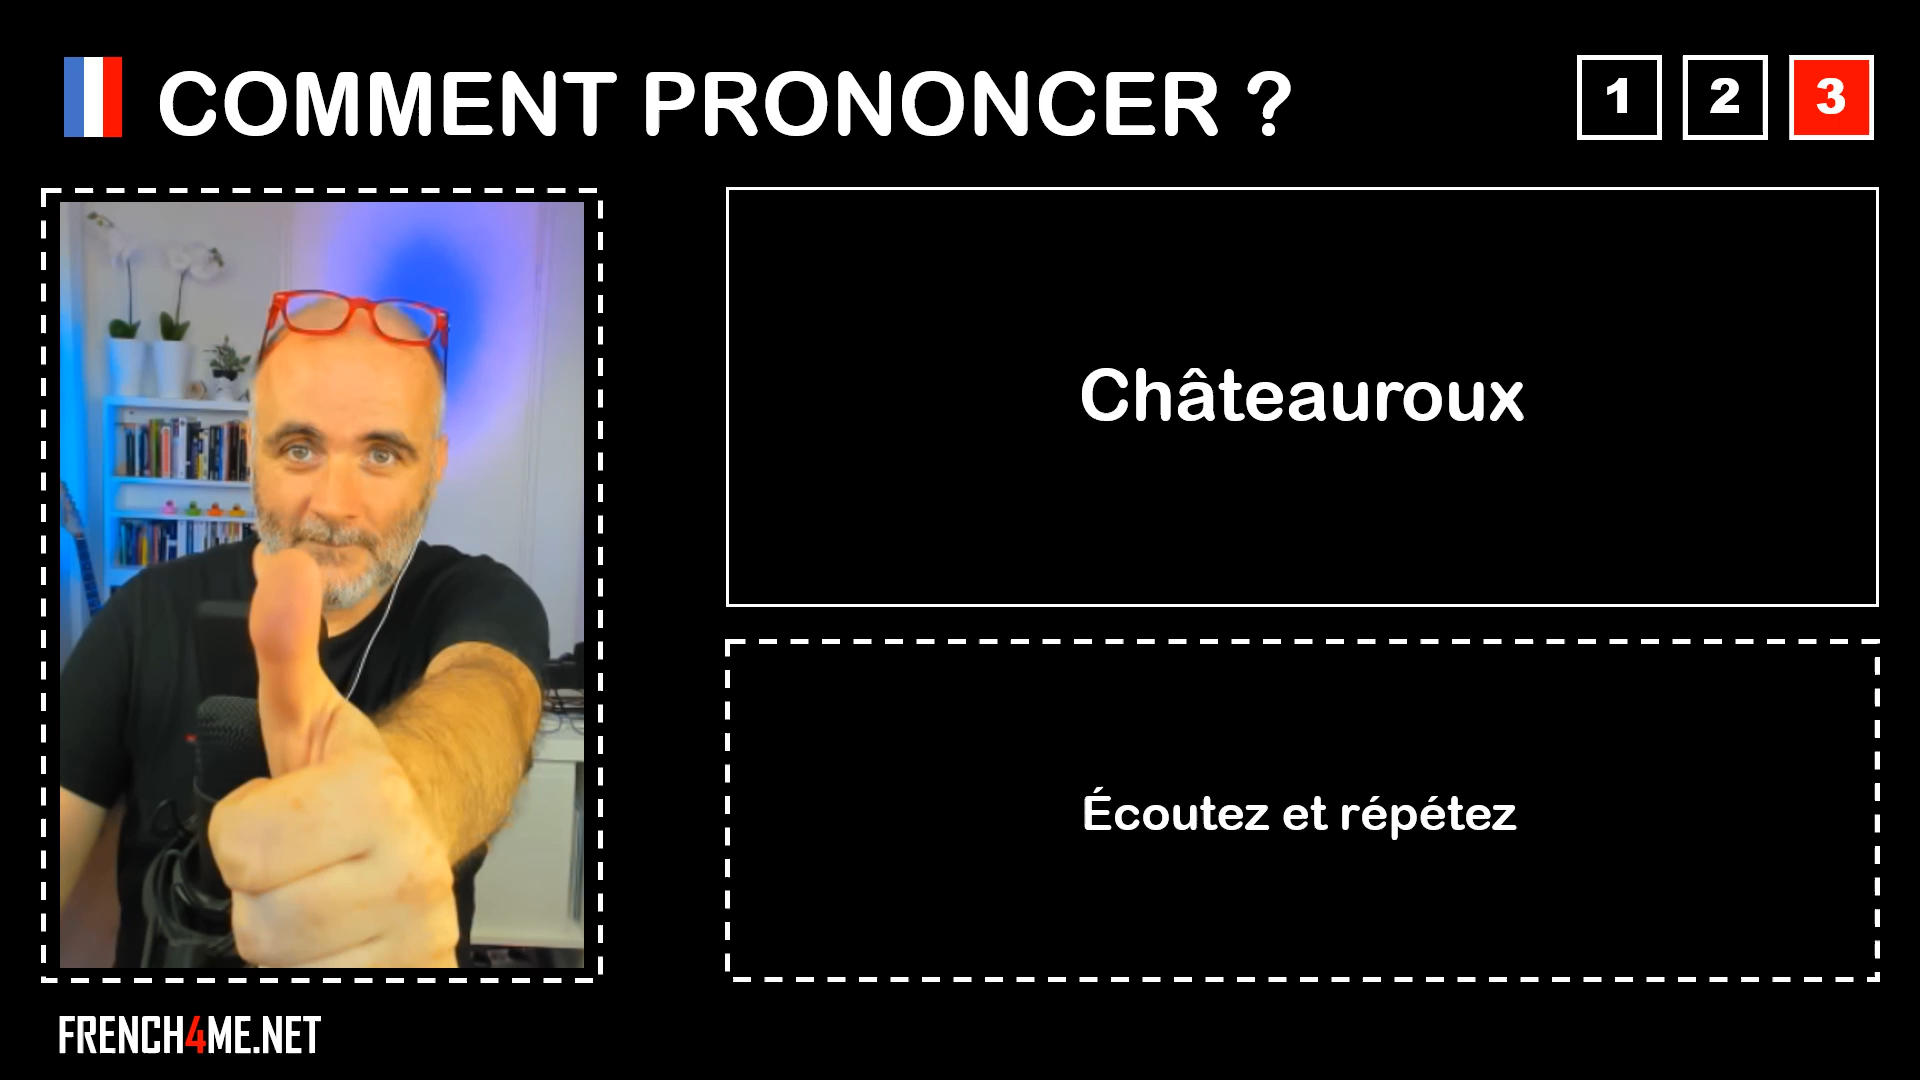 COMMENT PRONONCER ?
1 2 3
Châteauroux
Écoutez et répétez
FRENCH4ME.NET